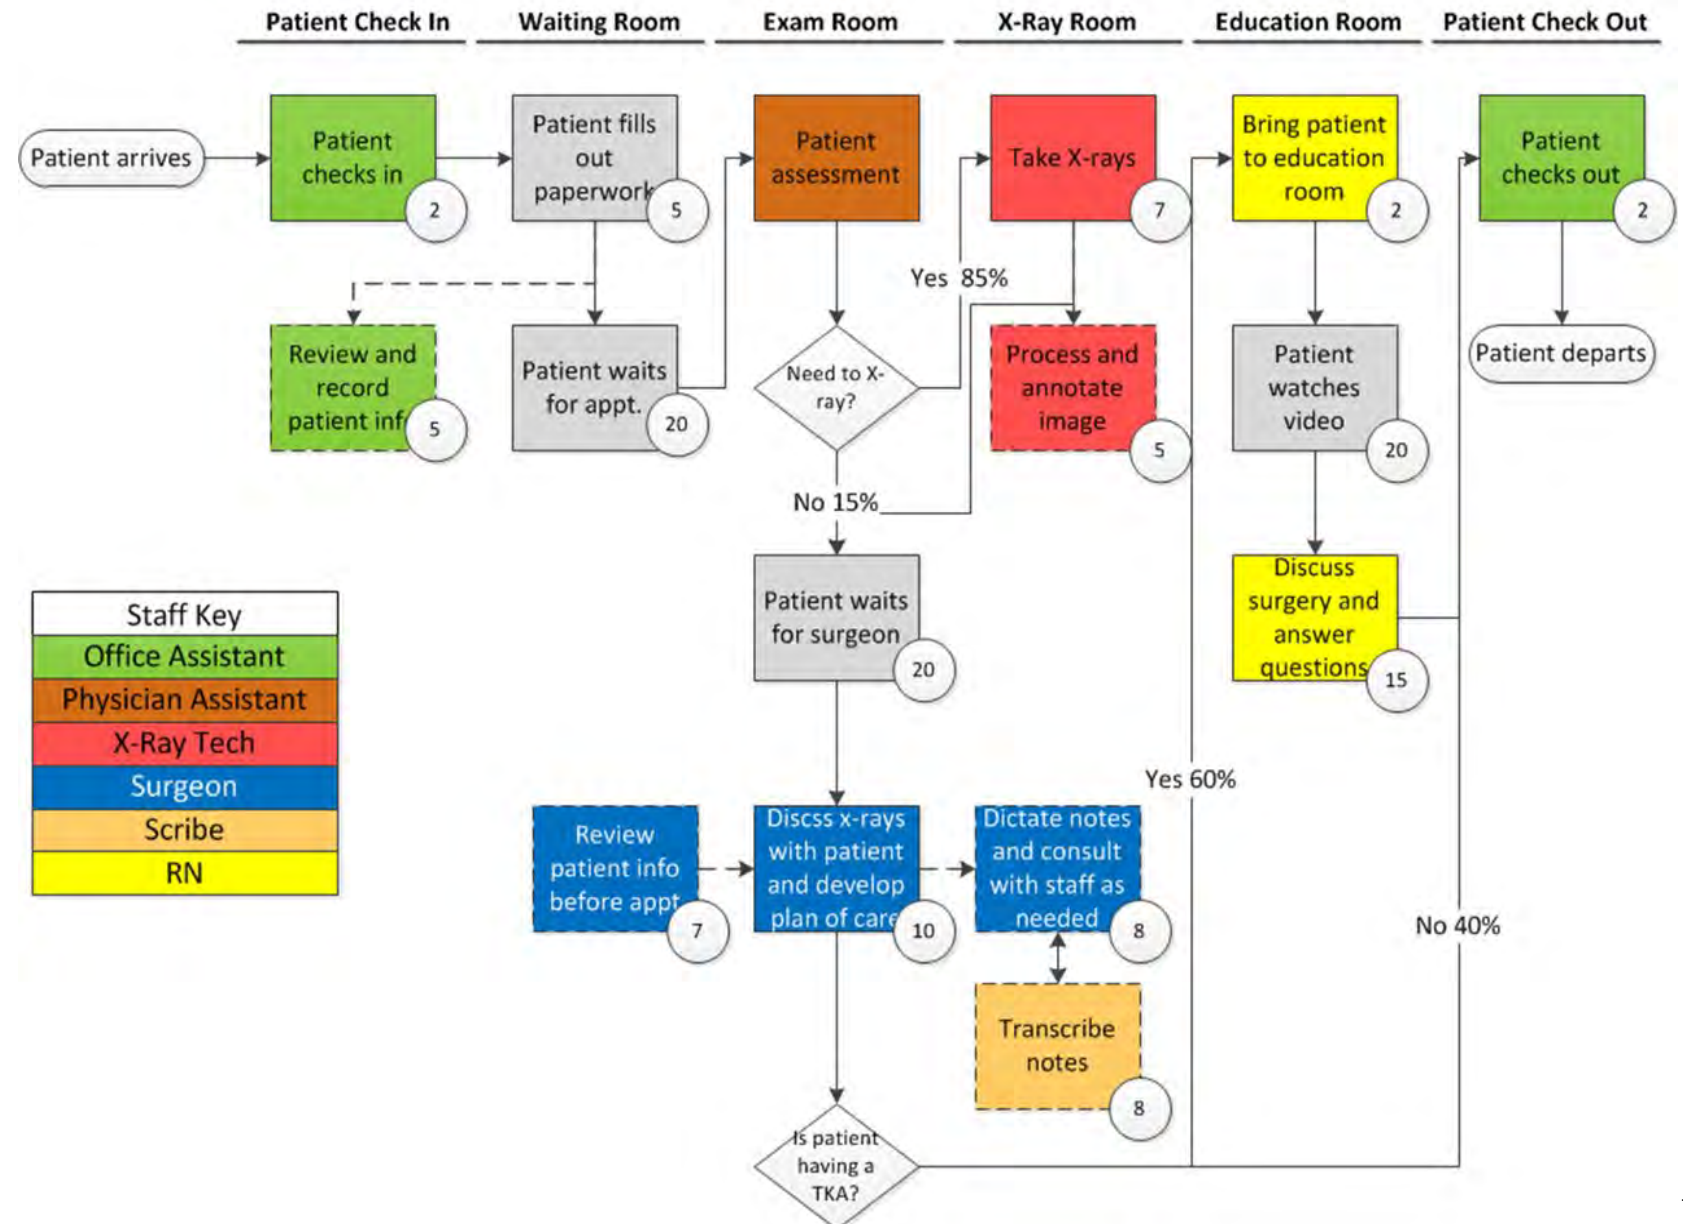 Patient Check In
Waiting Room
Exam Room
X-Ray Room
Education Room
Patient Check Out
Patient arrives
Patient
checks in
2
Patient fills
out
paperwork
5
Patient
assessment
Take X-rays
7
Bring patient
to education
room
2
Patient
checks out
2
Yes 85%
Review and
record
patient inf
5
Patient waits
for appt.
20
Need to X-
ray?
Process and
annotate
image
5
Patient
watches
video
20
Patient departs
No 15%
Patient waits
for surgeon
20
Discuss
surgery and
answer
questions
15
Staff Key
Office Assistant
Physician Assistant
X-Ray Tech
Surgeon
Scribe
RN
Yes 60%
Review
patient info
before appt
7
Discss x-rays
with patient
and develop
plan of care
10
Dictate notes
and consult
with staff as
needed
8
No 40%
Transcribe
notes
8
Is patient
having a
TKA?